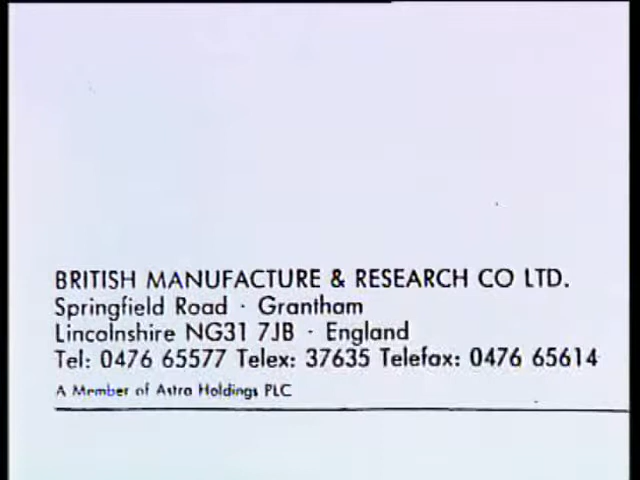 BRITISH MANUFACTURE & RESEARCH CO LTD.
Springfield Road · Grantham
Lincolnshire NG31 7JB · England
Tel: 0476 65577 Telex: 37635 Telefax: 0476 65614
A Member of Astra Holdings PLC